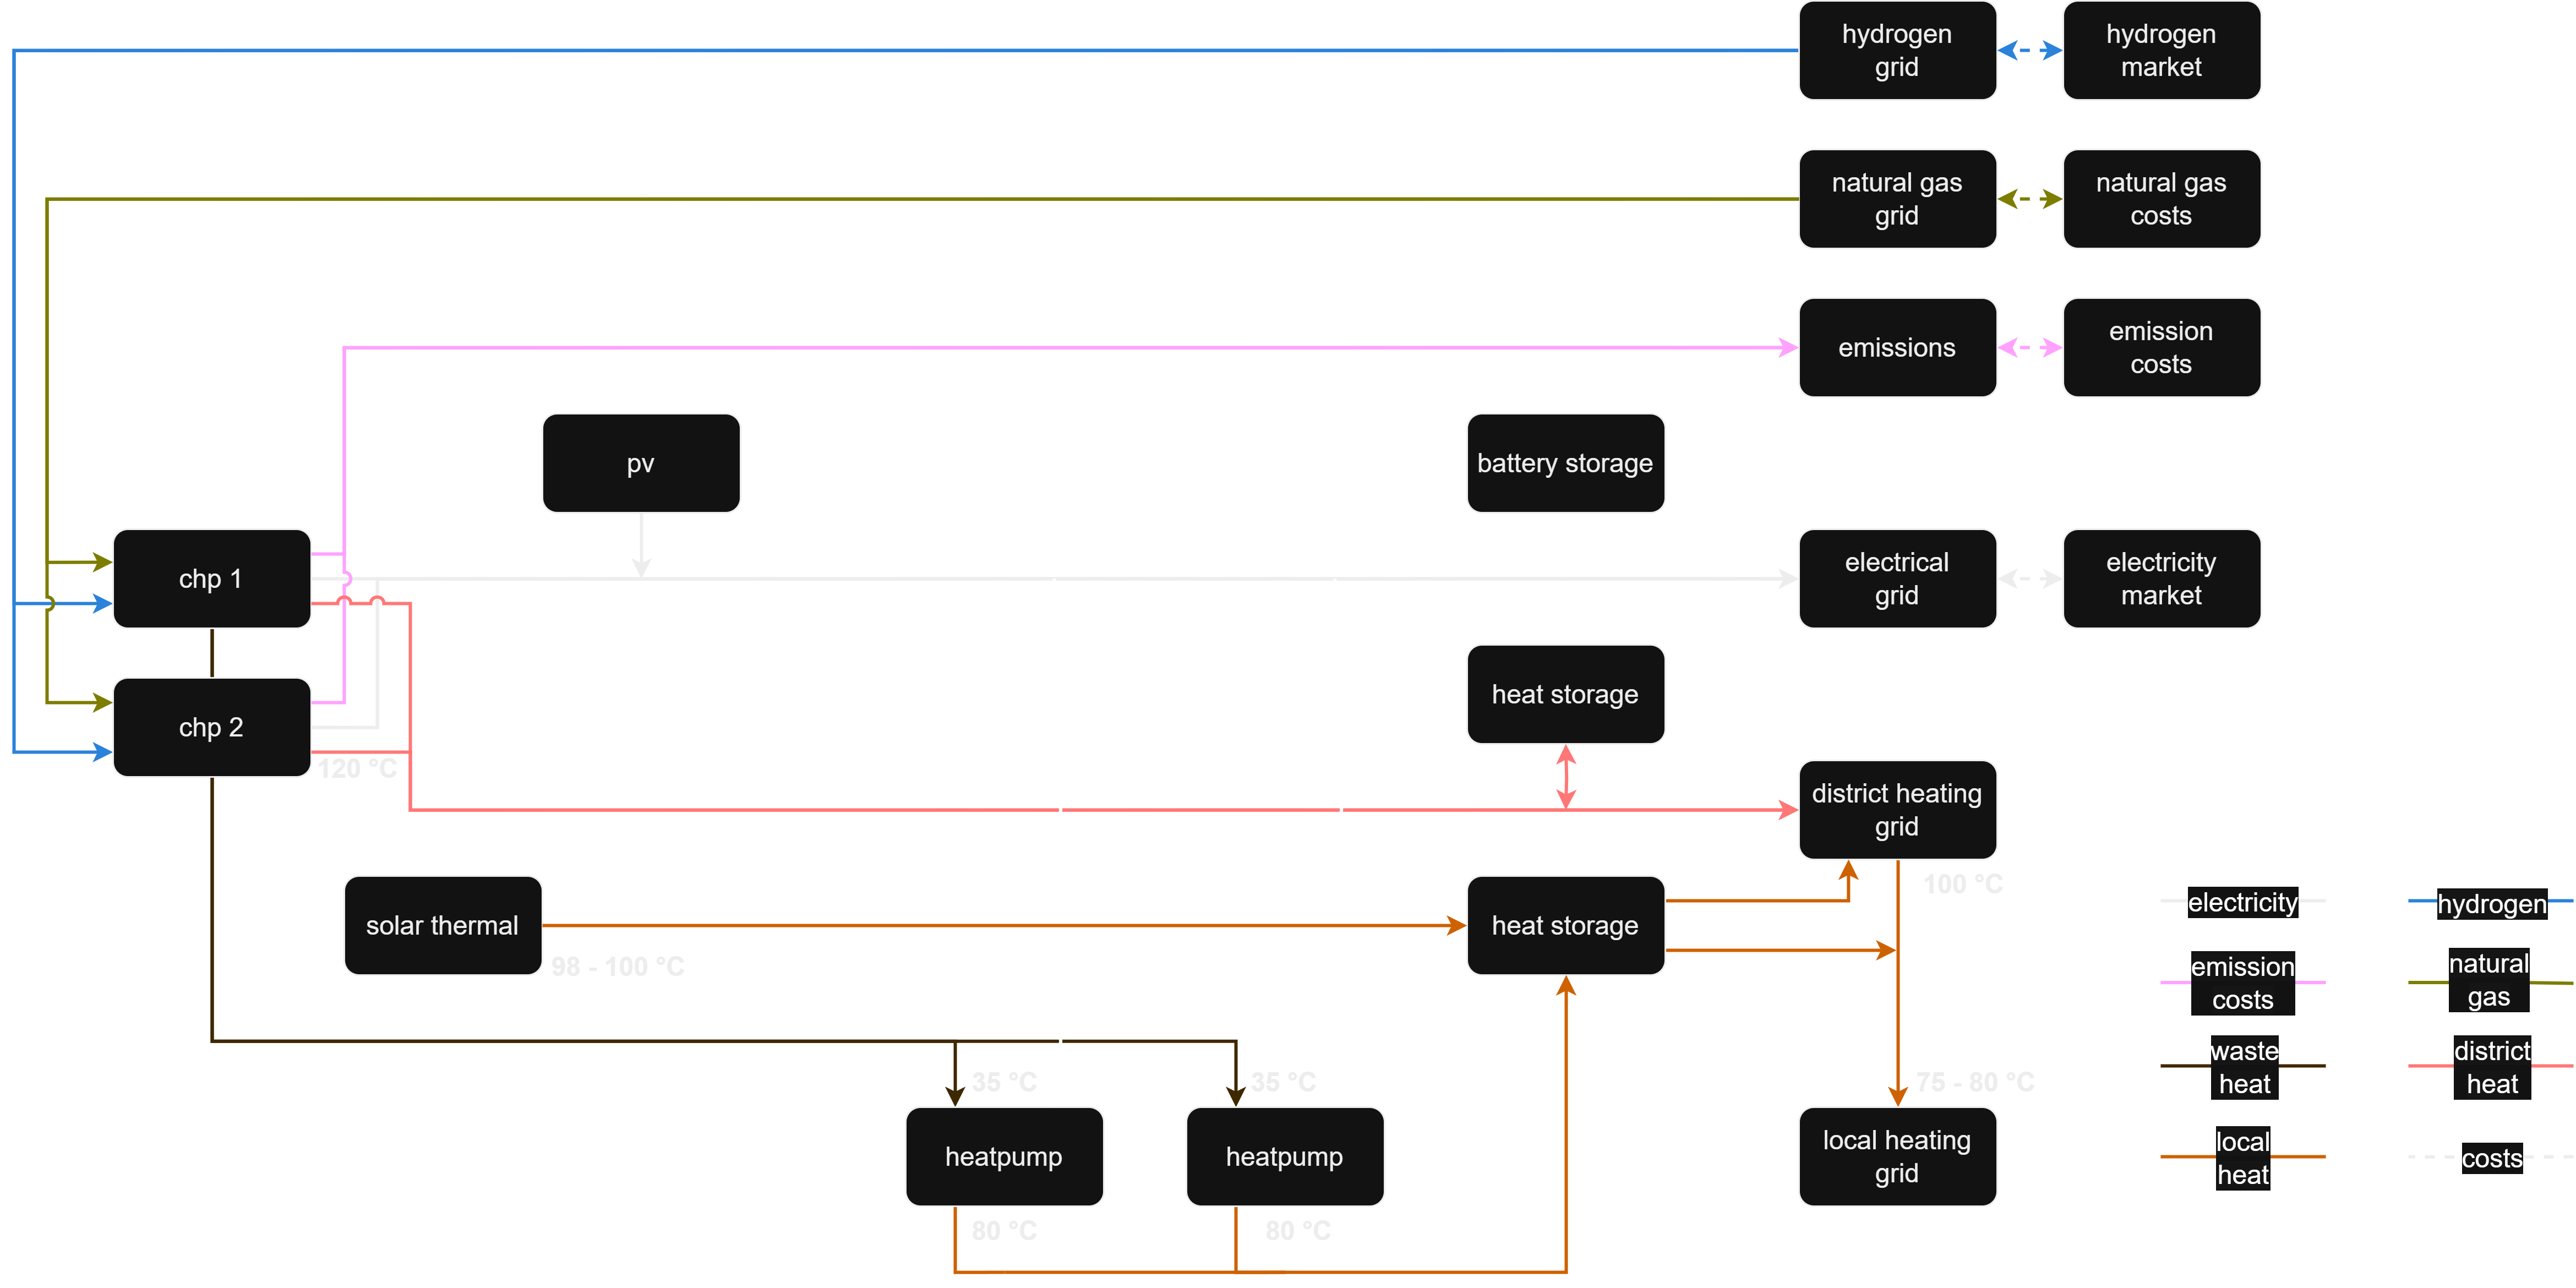 hydrogen
grid
hydrogen
market
natural gas
grid
natural gas
costs
emissions
emission
costs
pv
battery storage
chp 1
electrical
grid
electricity
market
heat storage
chp 2
120 °C
district heating
grid
100 °C
solar thermal
98 - 100 °C
heat storage
electricity
hydrogen
emission
costs
natural
gas
waste
heat
district
heat
35 °C
35 °C
75 - 80 °C
heatpump
heatpump
local heating
grid
local
heat
costs
80 °C
80 °C